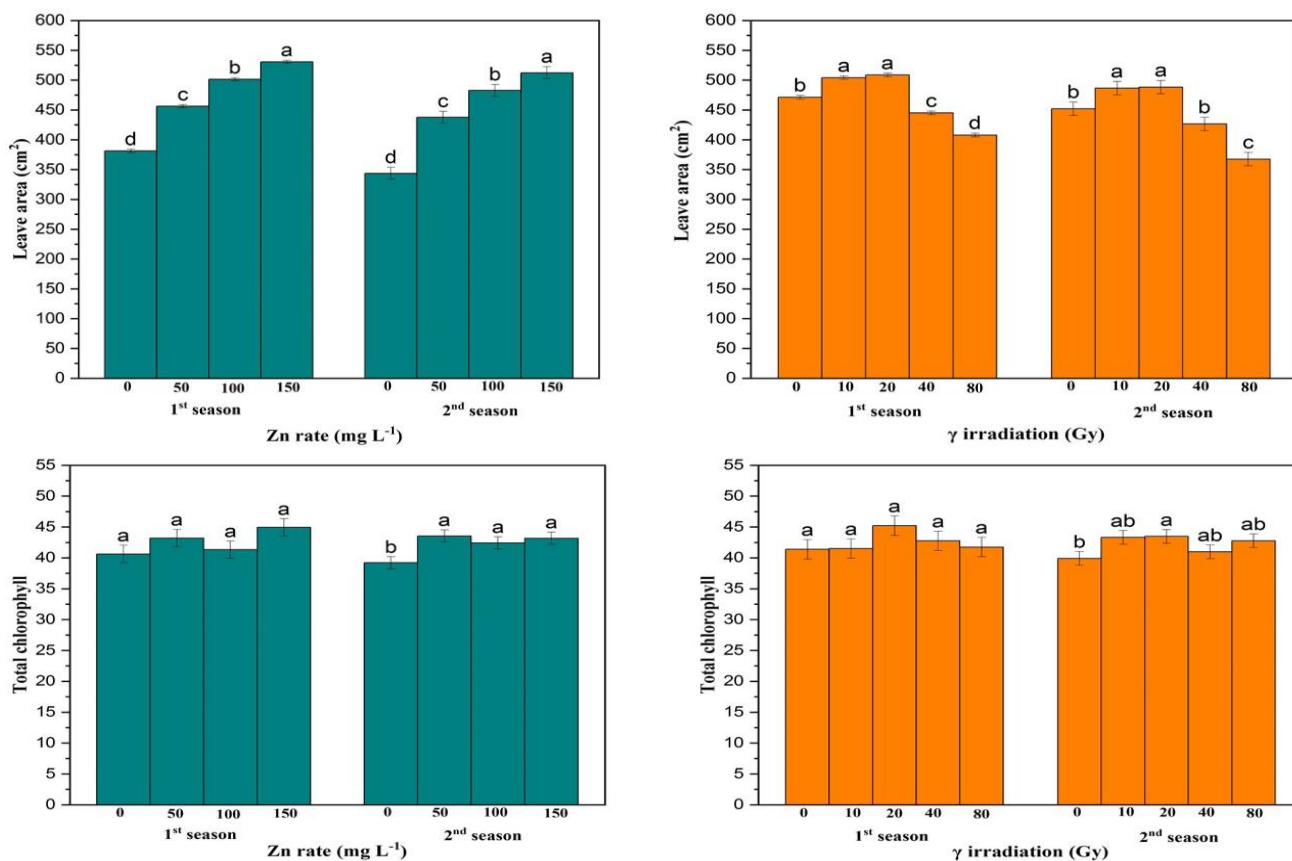 600
550
500
450
400
350
300
250
200
150
100
50
0
Leave area (cm²)
d
c
b
a
d
c
b
a
0 50 100 150 0 50 100 150
1st season 2nd season
Zn rate (mg L-1)
600
550
500
450
400
350
300
250
200
150
100
50
0
Leave area (cm²)
b
a
a
c
d
b
a
a
b
c
0 10 20 40 80 0 10 20 40 80
1st season 2nd season
γ irradiation (Gy)
55
50
45
40
35
30
25
20
15
10
5
0
Total chlorophyll
a
a
a
a
b
a
a
a
0 50 100 150 0 50 100 150
1st season 2nd season
Zn rate (mg L-1)
55
50
45
40
35
30
25
20
15
10
5
0
Total chlorophyll
a
a
a
a
a
b
ab
a
ab
ab
0 10 20 40 80 0 10 20 40 80
1st season 2nd season
γ irradiation (Gy)